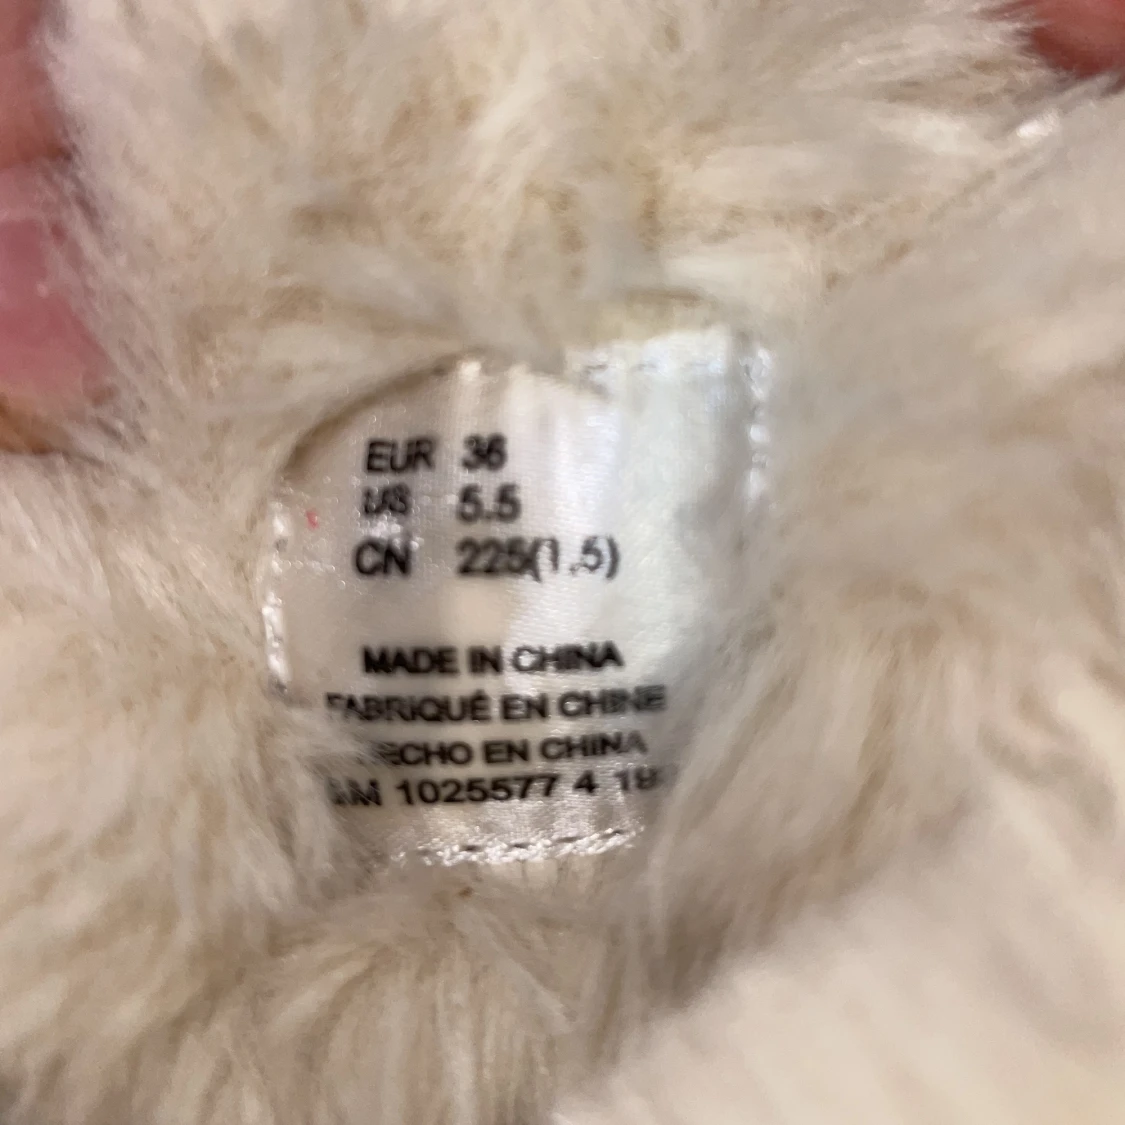 EUR 36
US 5.5
CN 225(1.5)
MADE IN CHINA
FABRIQUÉ EN CHINE
HECHO EN CHINA
1025577 4